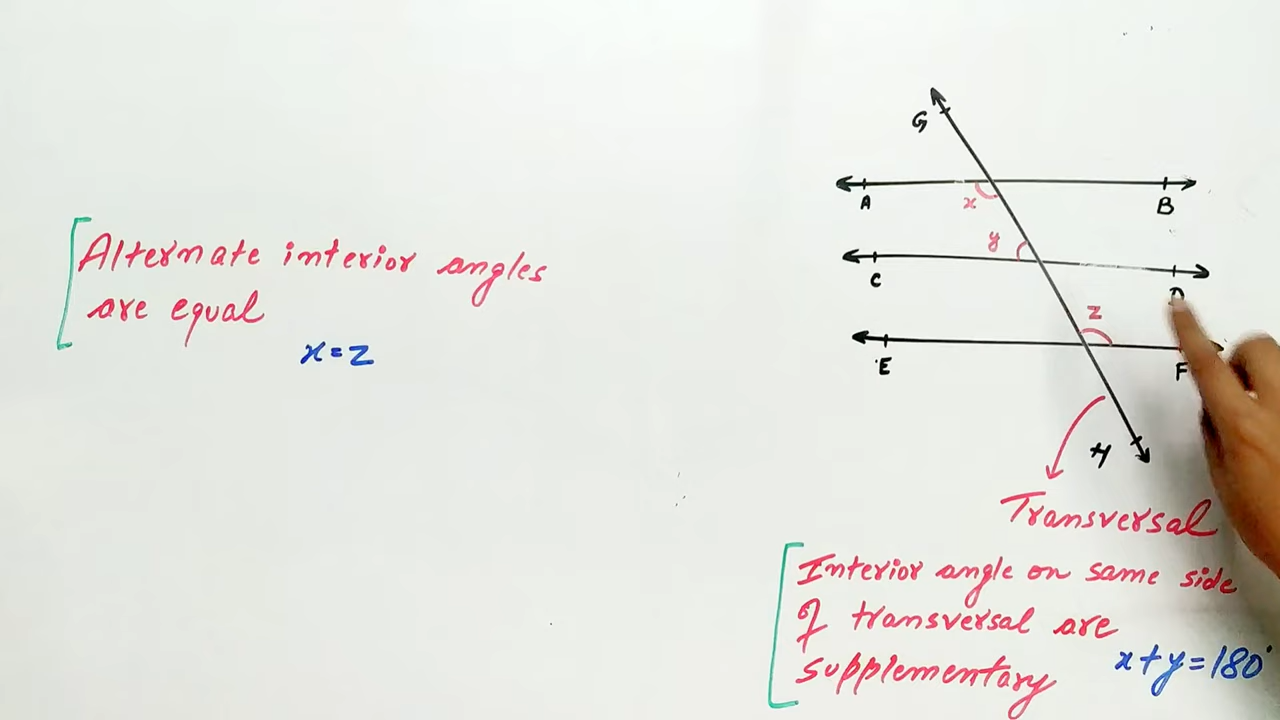 G
A
x
B
y
C
D
z
E
F
H
Alternate interior angles
are equal
x=z
Transversal
Interior angle on same side
of transversal are
supplementary
x+y=180°